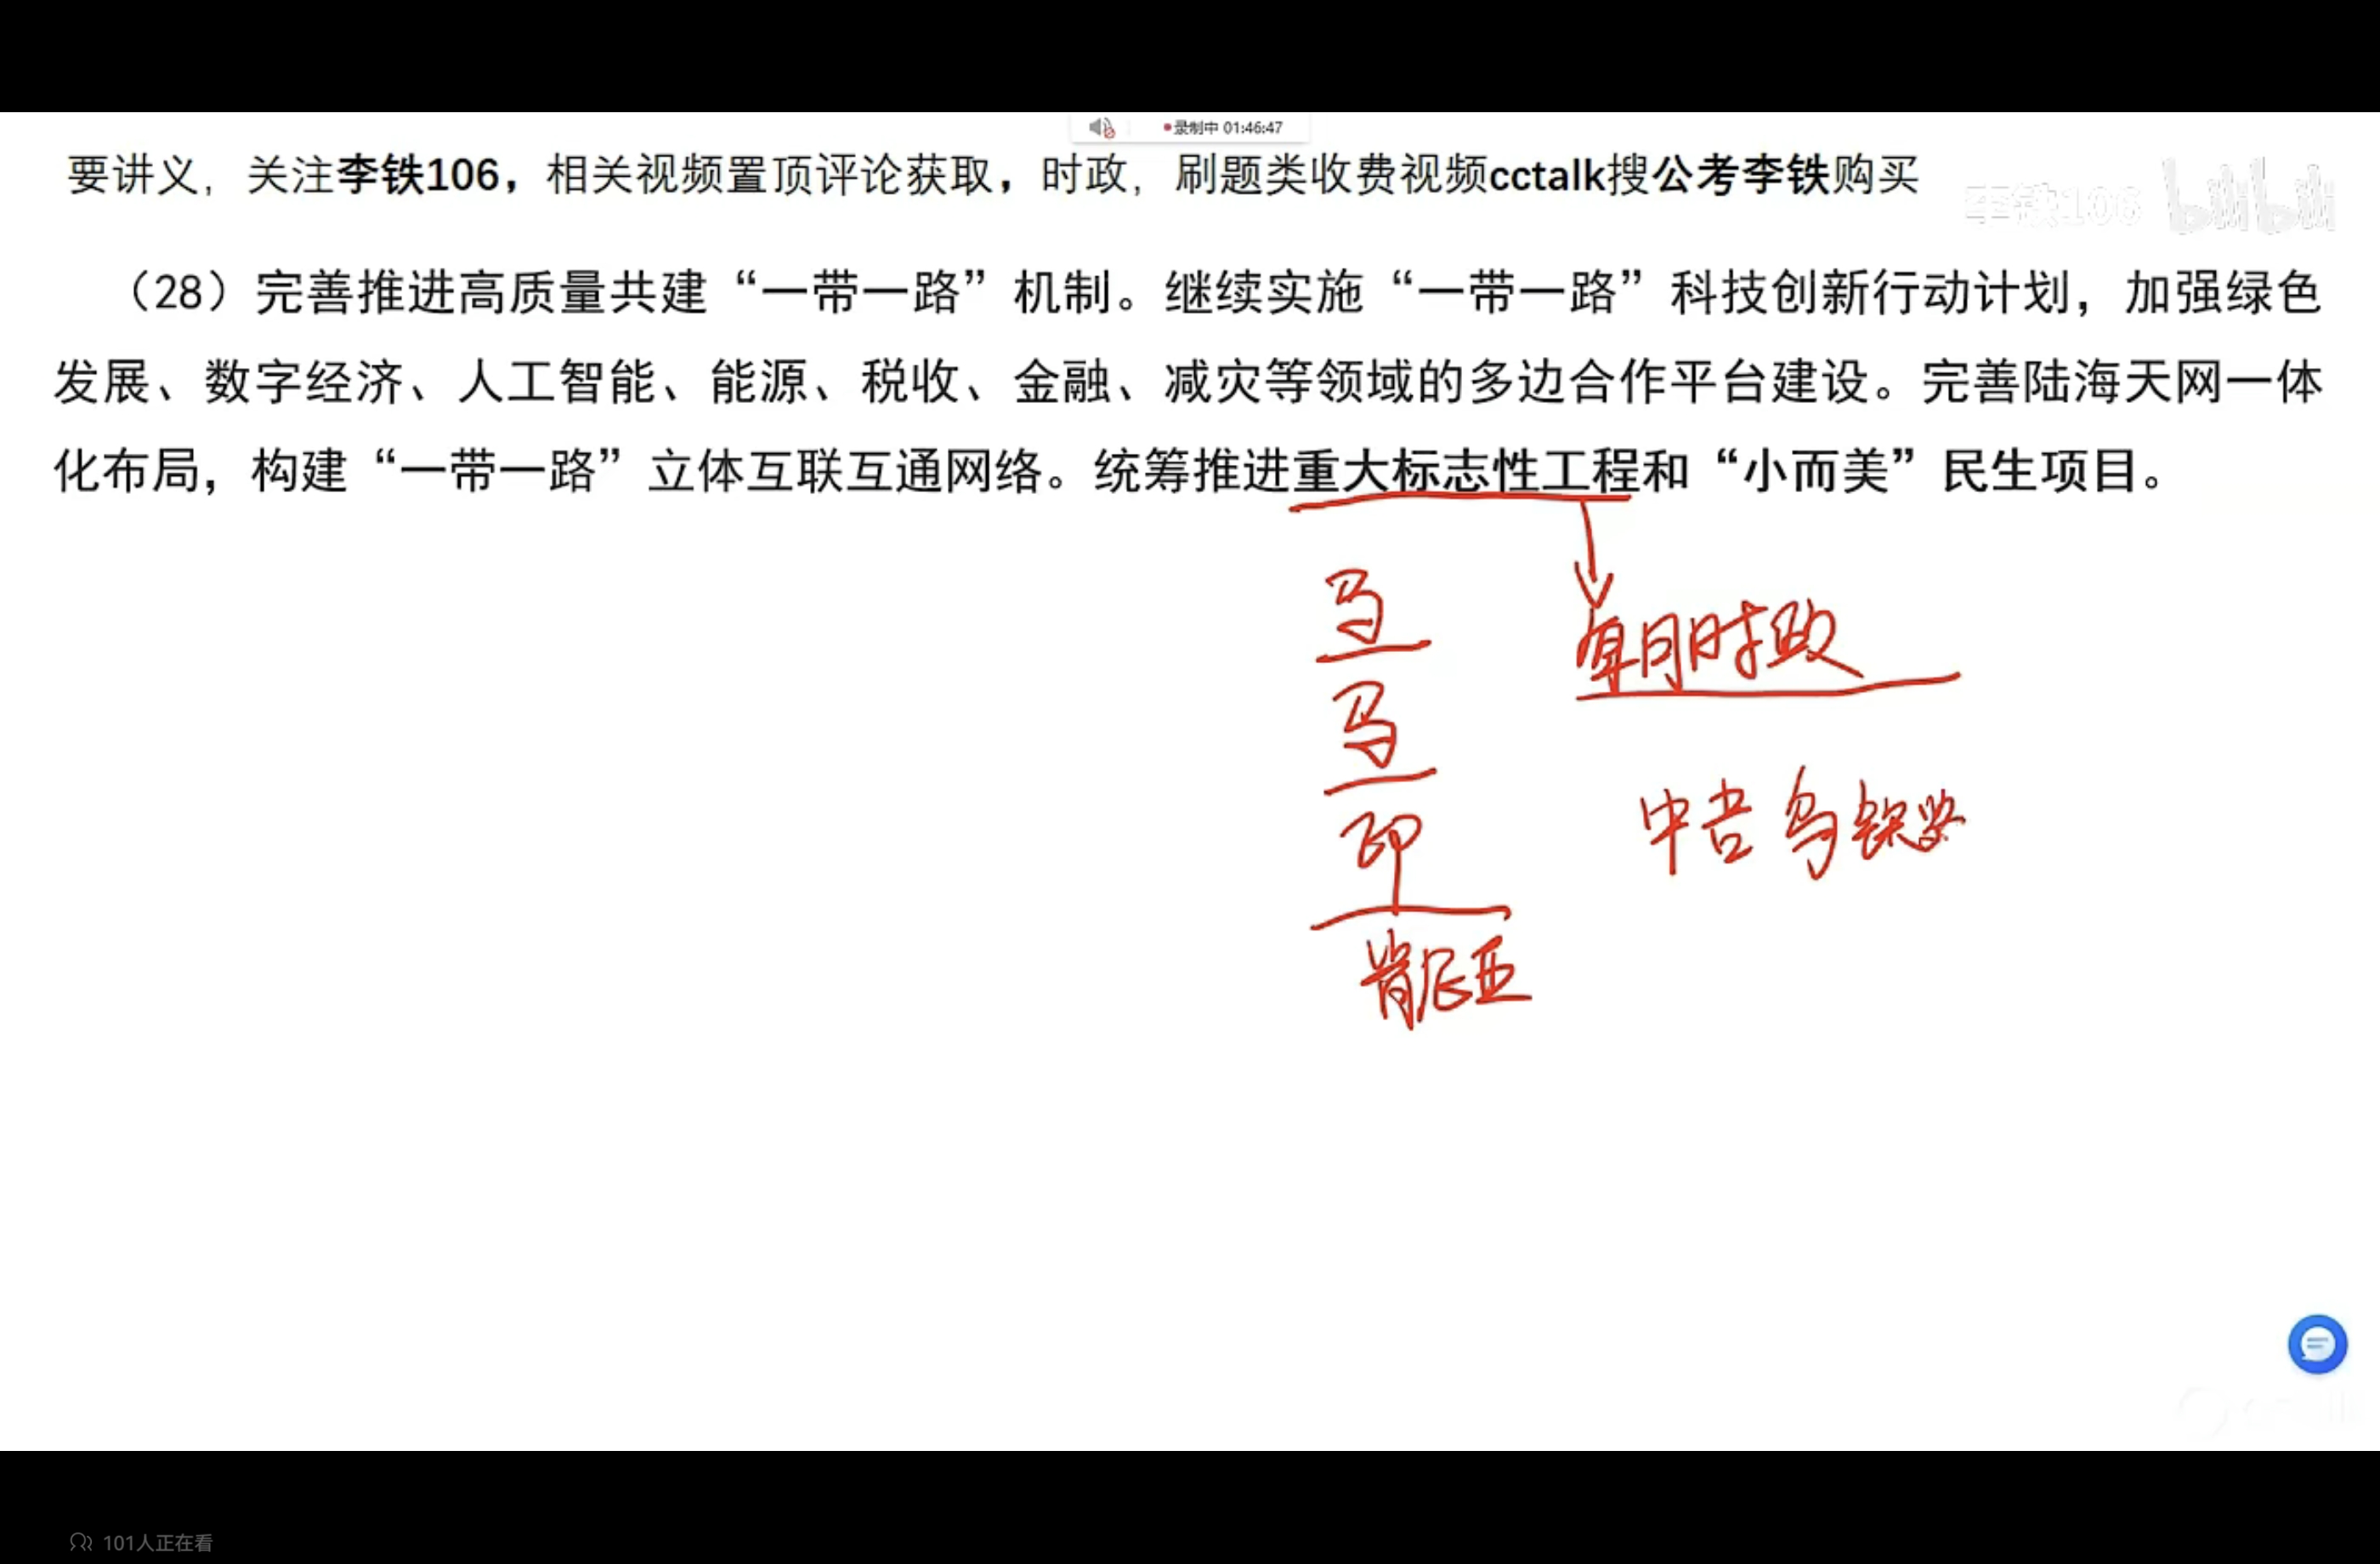 录制中 01:46:47
要讲义，关注李铁106，相关视频置顶评论获取，时政，刷题类收费视频cctalk搜公考李铁购买
李铁106 bilibili
（28）完善推进高质量共建“一带一路”机制。继续实施“一带一路”科技创新行动计划，加强绿色
发展、数字经济、人工智能、能源、税收、金融、减灾等领域的多边合作平台建设。完善陆海天网一体
化布局，构建“一带一路”立体互联互通网络。统筹推进重大标志性工程和“小而美”民生项目。
马
时政
马
中吉乌铁路
印
肯尼亚
101人正在看